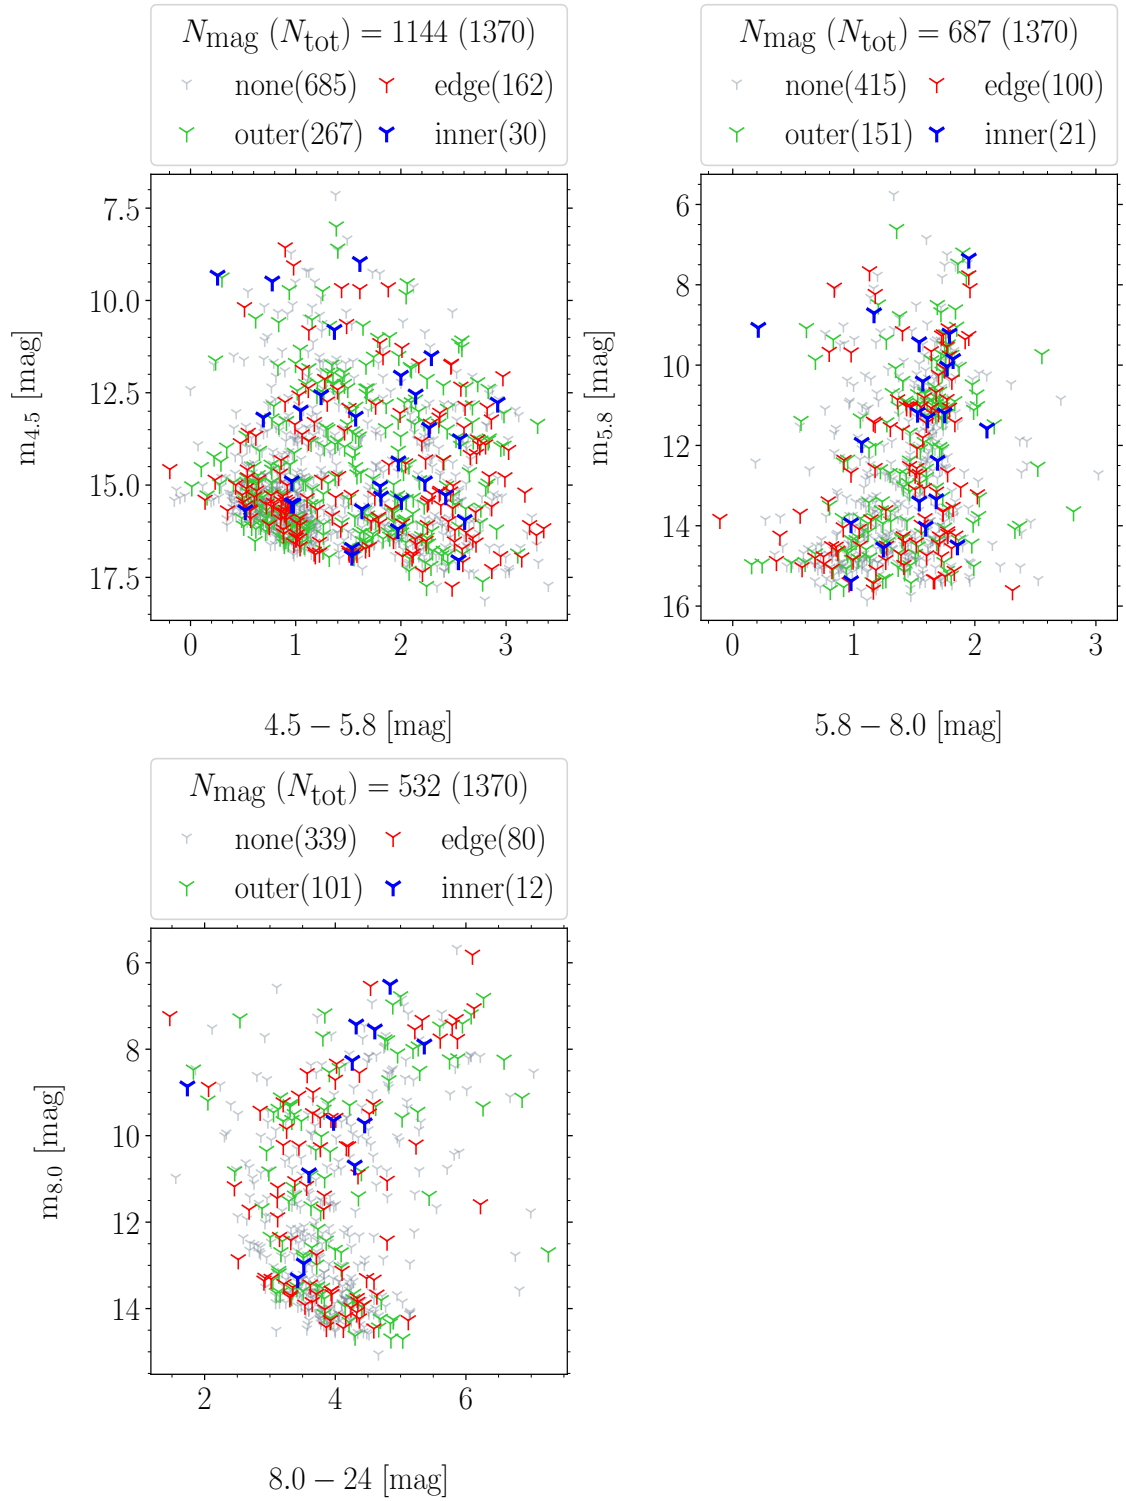 N_mag (N_tot) = 1144 (1370)
none(685) edge(162)
outer(267) inner(30)
7.5
10.0
12.5
15.0
17.5
m_4.5 [mag]
0 1 2 3
4.5 − 5.8 [mag]
N_mag (N_tot) = 687 (1370)
none(415) edge(100)
outer(151) inner(21)
6
8
10
12
14
16
m_5.8 [mag]
0 1 2 3
5.8 − 8.0 [mag]
N_mag (N_tot) = 532 (1370)
none(339) edge(80)
outer(101) inner(12)
6
8
10
12
14
m_8.0 [mag]
2 4 6
8.0 − 24 [mag]